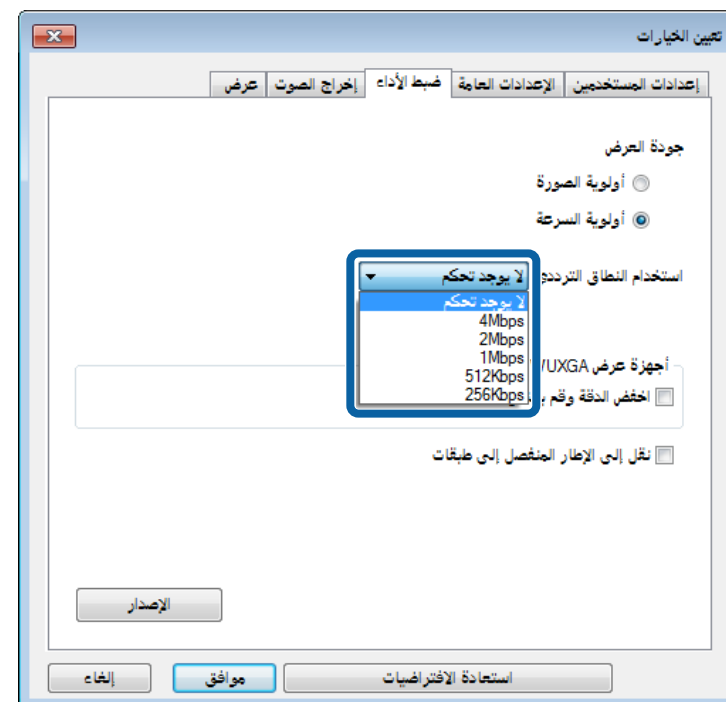 تعيين الخيارات
إعدادات المستخدمين الإعدادات العامة ضبط الأداء إخراج الصوت عرض
جودة العرض
أولوية الصورة
أولوية السرعة
استخدام النطاق الترددي لا يوجد تحكم
لا يوجد تحكم
4Mbps
2Mbps
1Mbps
512Kbps
256Kbps
أجهزة عرض WUXGA/
اخفض الدقة وقم
نقل إلى الإطار المنفصل إلى طبقات
الإصدار
استعادة الافتراضيات موافق إلغاء